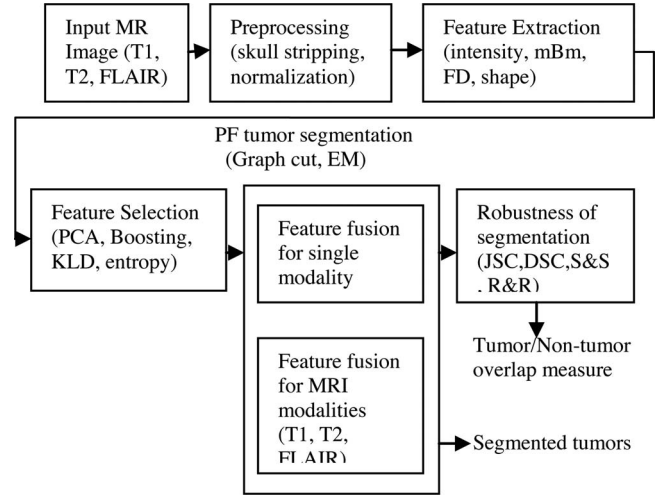 Input MR
Image (T1,
T2, FLAIR)
Preprocessing
(skull stripping,
normalization)
Feature Extraction
(intensity, mBm,
FD, shape)
PF tumor segmentation
(Graph cut, EM)
Feature Selection
(PCA, Boosting,
KLD, entropy)
Feature fusion
for single
modality
Feature fusion
for MRI
modalities
(T1, T2,
FLAIR)
Robustness of
segmentation
(JSC,DSC,S&S
, R&R)
Tumor/Non-tumor
overlap measure
Segmented tumors